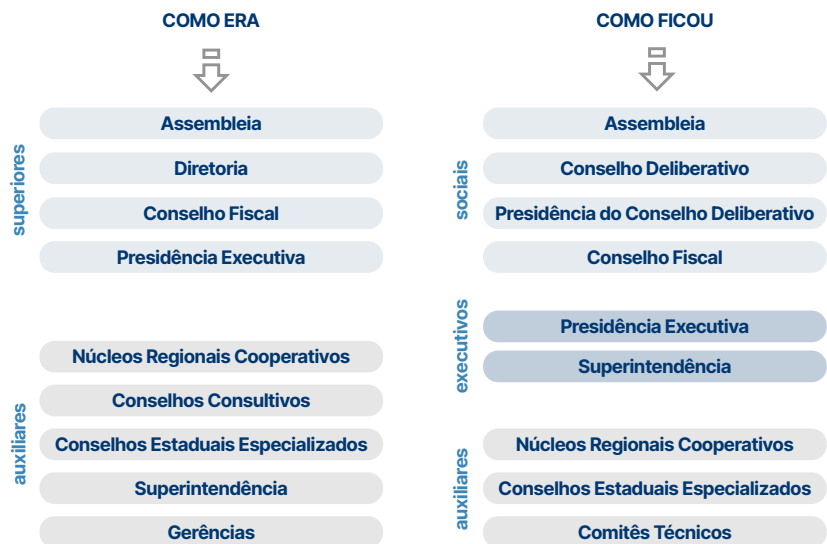 COMO ERA
superiores
Assembleia
Diretoria
Conselho Fiscal
Presidência Executiva
auxiliares
Núcleos Regionais Cooperativos
Conselhos Consultivos
Conselhos Estaduais Especializados
Superintendência
Gerências
COMO FICOU
sociais
Assembleia
Conselho Deliberativo
Presidência do Conselho Deliberativo
Conselho Fiscal
executivos
Presidência Executiva
Superintendência
auxiliares
Núcleos Regionais Cooperativos
Conselhos Estaduais Especializados
Comitês Técnicos